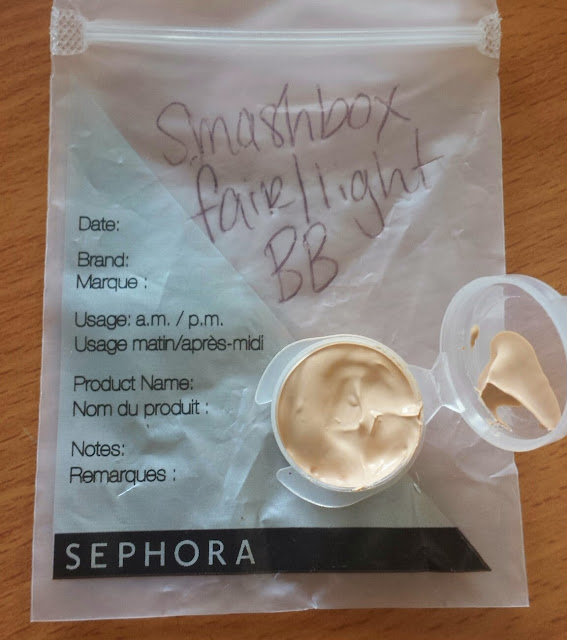 Smashbox
fair/light
BB
Date:
Brand:
Marque :
Usage: a.m. / p.m.
Usage matin/après-midi
Product Name:
Nom du produit :
Notes:
Remarques :
SEPHORA